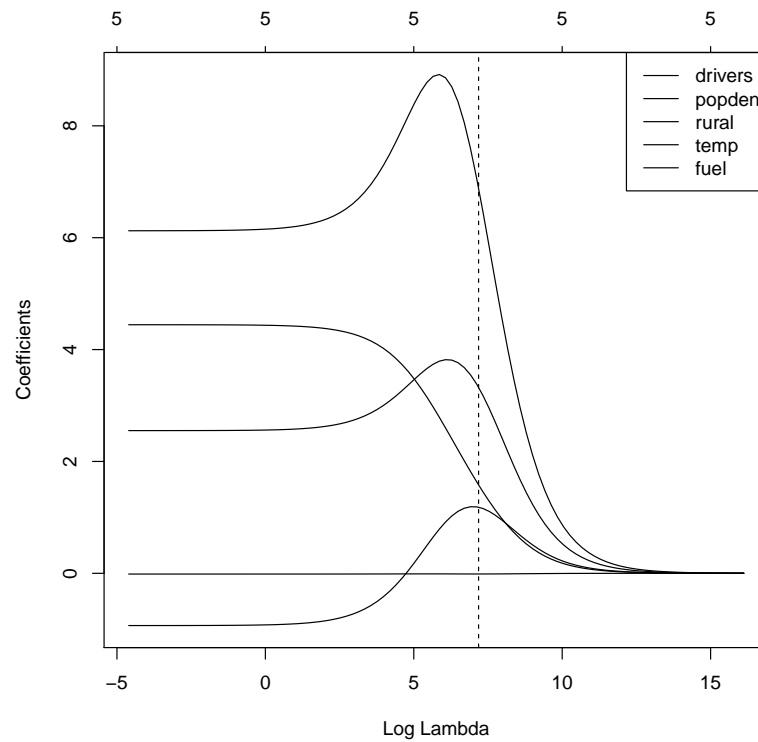 5 5 5 5 5
drivers
popden
rural
temp
fuel
8
6
4
2
0
Coefficients
−5 0 5 10 15
Log Lambda